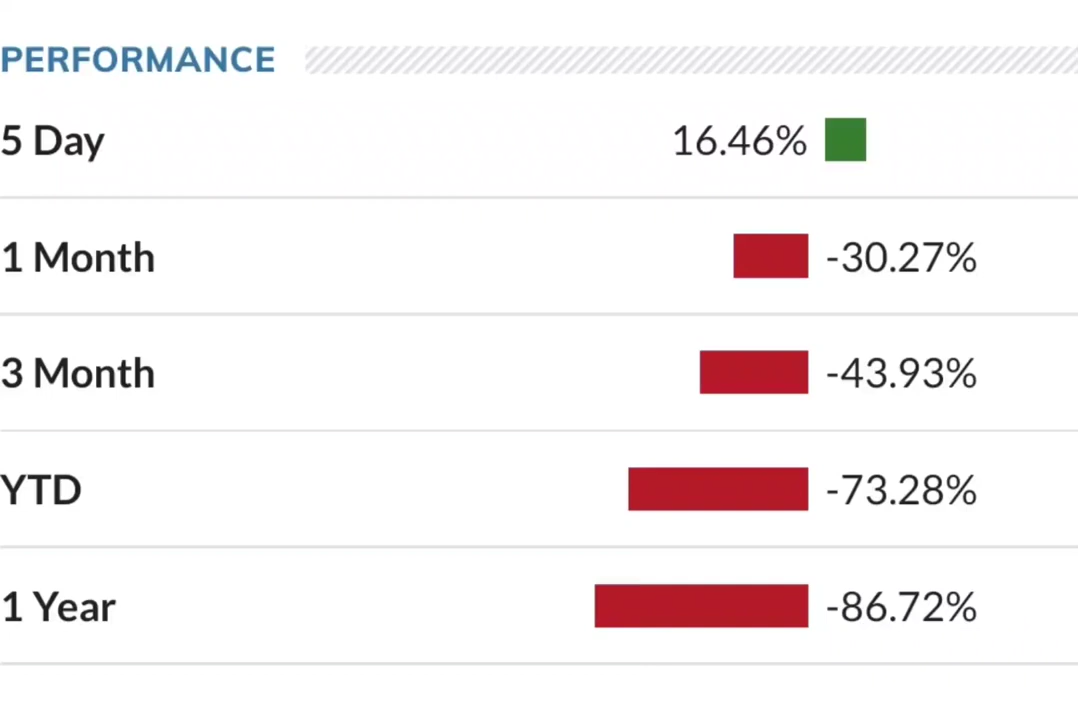 PERFORMANCE
5 Day 16.46%
1 Month -30.27%
3 Month -43.93%
YTD -73.28%
1 Year -86.72%